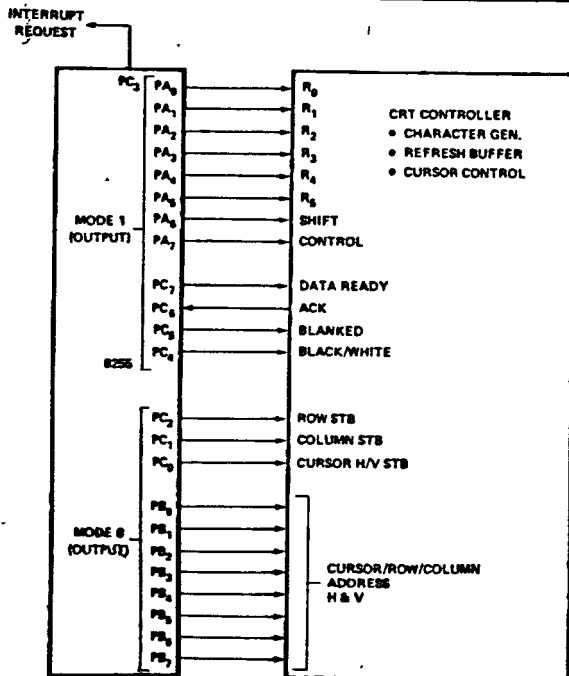 INTERRUPT
REQUEST
PC3
PA0 R0
PA1 R1
PA2 R2
PA3 R3
PA4 R4
PA5 R5
PA6 SHIFT
PA7 CONTROL
CRT CONTROLLER
• CHARACTER GEN.
• REFRESH BUFFER
• CURSOR CONTROL
MODE 1
(OUTPUT)
PC7 DATA READY
PC6 ACK
PC5 BLANKED
PC4 BLACK/WHITE
8255
PC2 ROW STB
PC1 COLUMN STB
PC0 CURSOR H/V STB
MODE 0
(OUTPUT)
PB0
PB1
PB2
PB3
PB4
PB5
PB6
PB7
CURSOR/ROW/COLUMN
ADDRESS
H & V